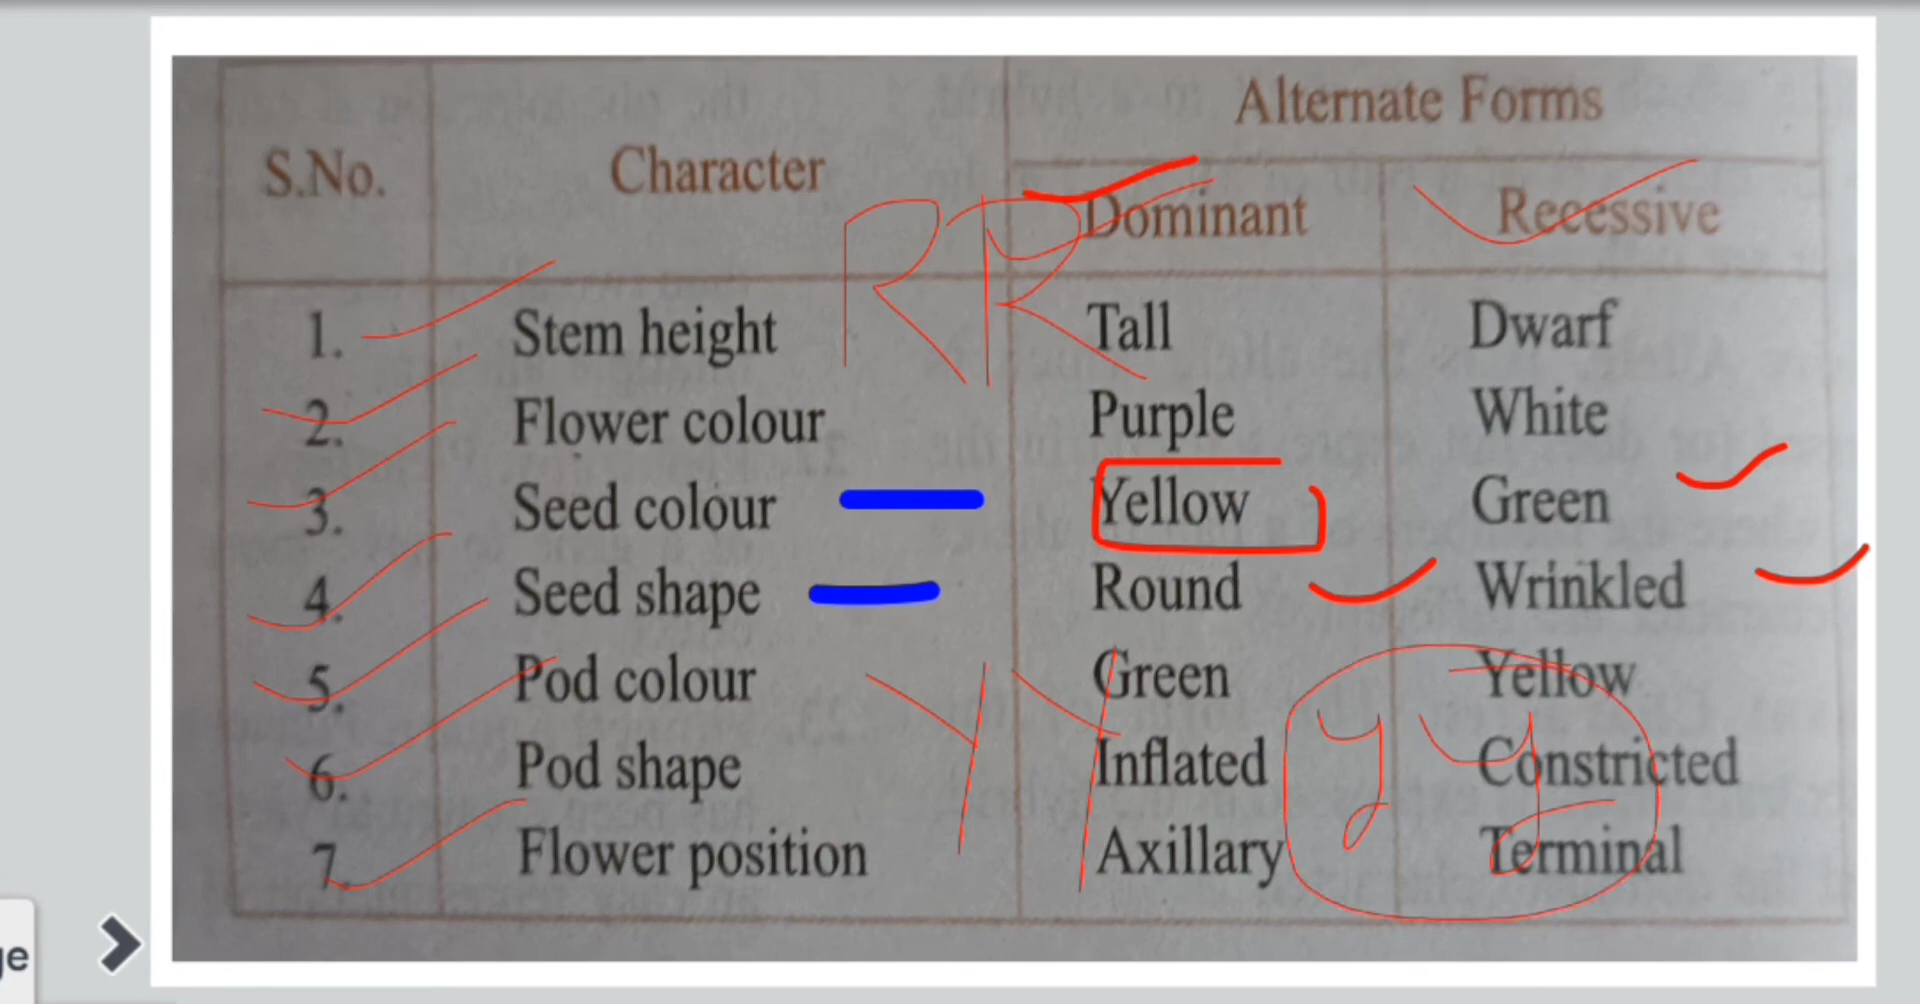 Alternate Forms
S.No. Character Dominant Recessive
RR
1. Stem height Tall Dwarf
2. Flower colour Purple White
3. Seed colour Yellow Green
4. Seed shape Round Wrinkled
5. Pod colour Green Yellow
YY yy
6. Pod shape Inflated Constricted
7. Flower position Axillary Terminal
ge